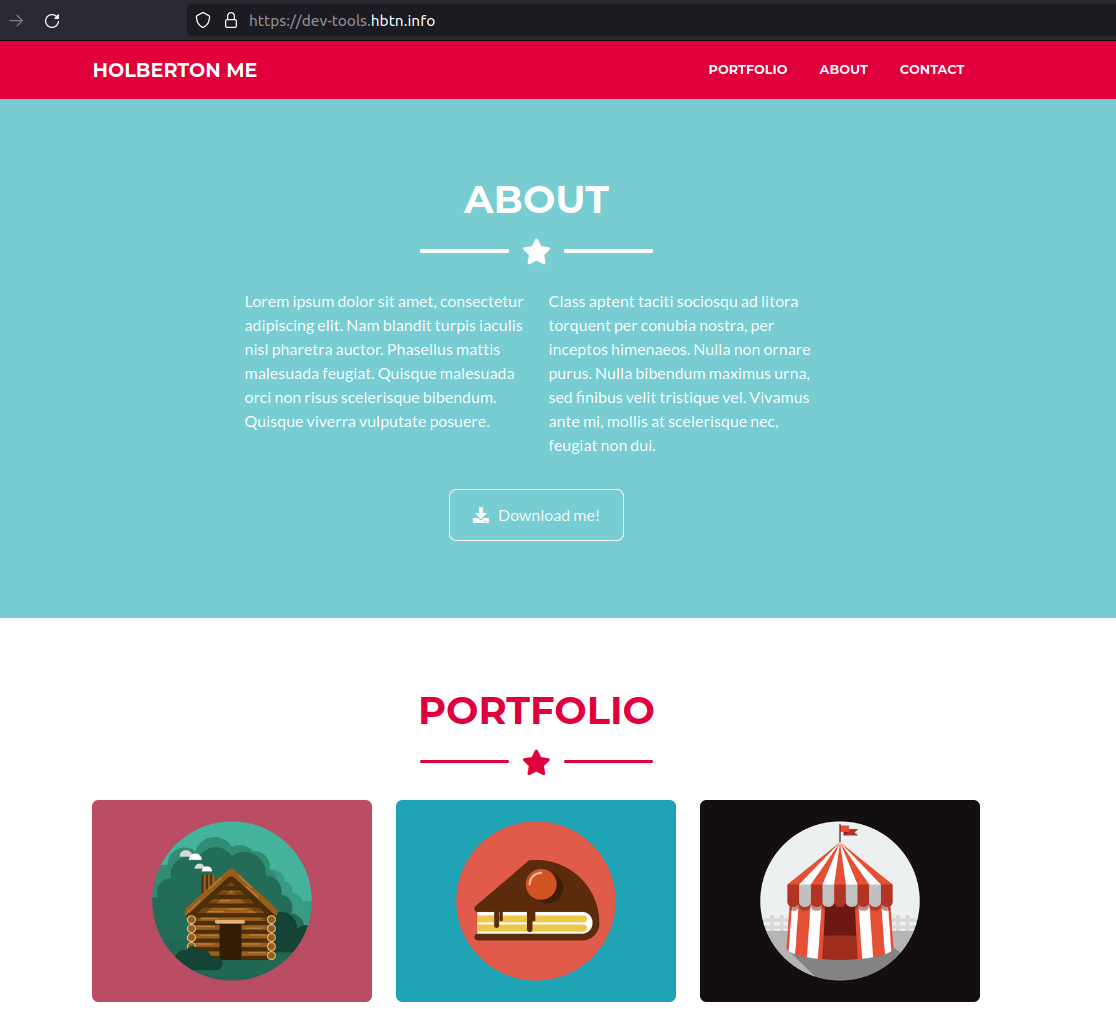 https://dev-tools.hbtn.info
HOLBERTON ME
PORTFOLIO ABOUT CONTACT
ABOUT
Lorem ipsum dolor sit amet, consectetur
adipiscing elit. Nam blandit turpis iaculis
nisl pharetra auctor. Phasellus mattis
malesuada feugiat. Quisque malesuada
orci non risus scelerisque bibendum.
Quisque viverra vulputate posuere.
Class aptent taciti sociosqu ad litora
torquent per conubia nostra, per
inceptos himenaeos. Nulla non ornare
purus. Nulla bibendum maximus urna,
sed finibus velit tristique vel. Vivamus
ante mi, mollis at scelerisque nec,
feugiat non dui.
Download me!
PORTFOLIO